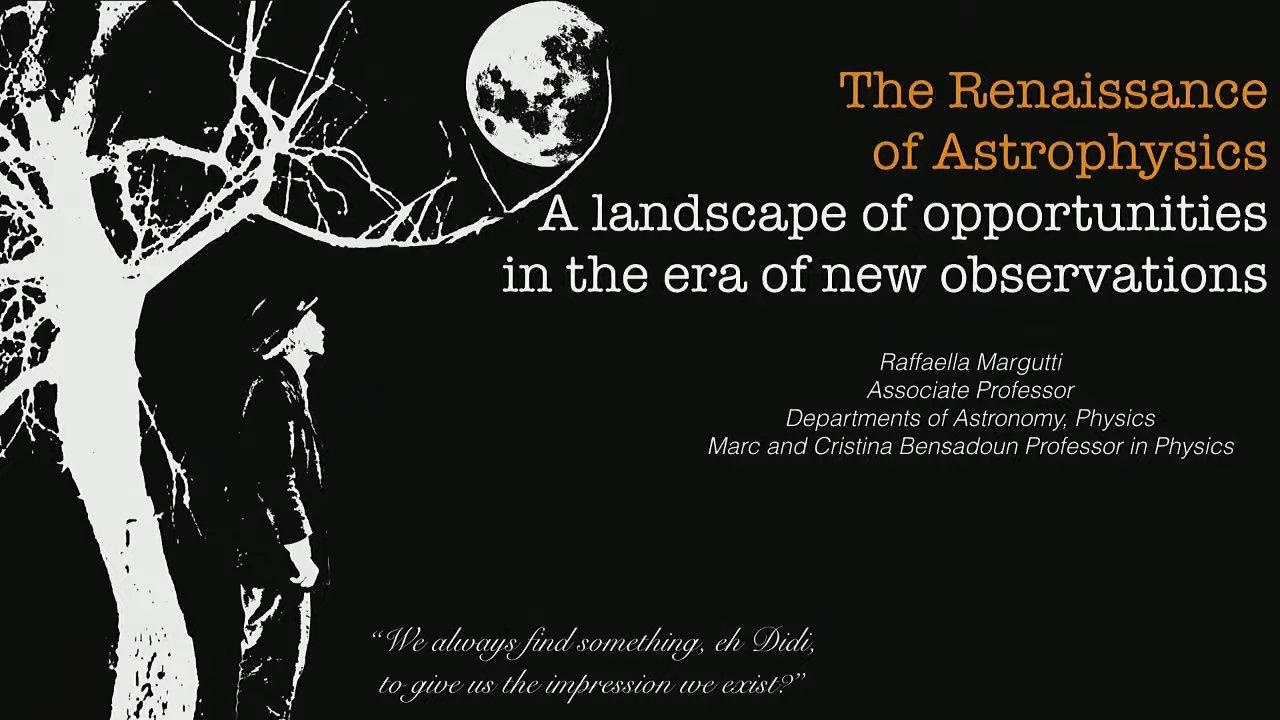 The Renaissance
of Astrophysics
A landscape of opportunities
in the era of new observations
Raffaella Margutti
Associate Professor
Departments of Astronomy, Physics
Marc and Cristina Bensadoun Professor in Physics
“We always find something, eh Didi,
to give us the impression we exist?”